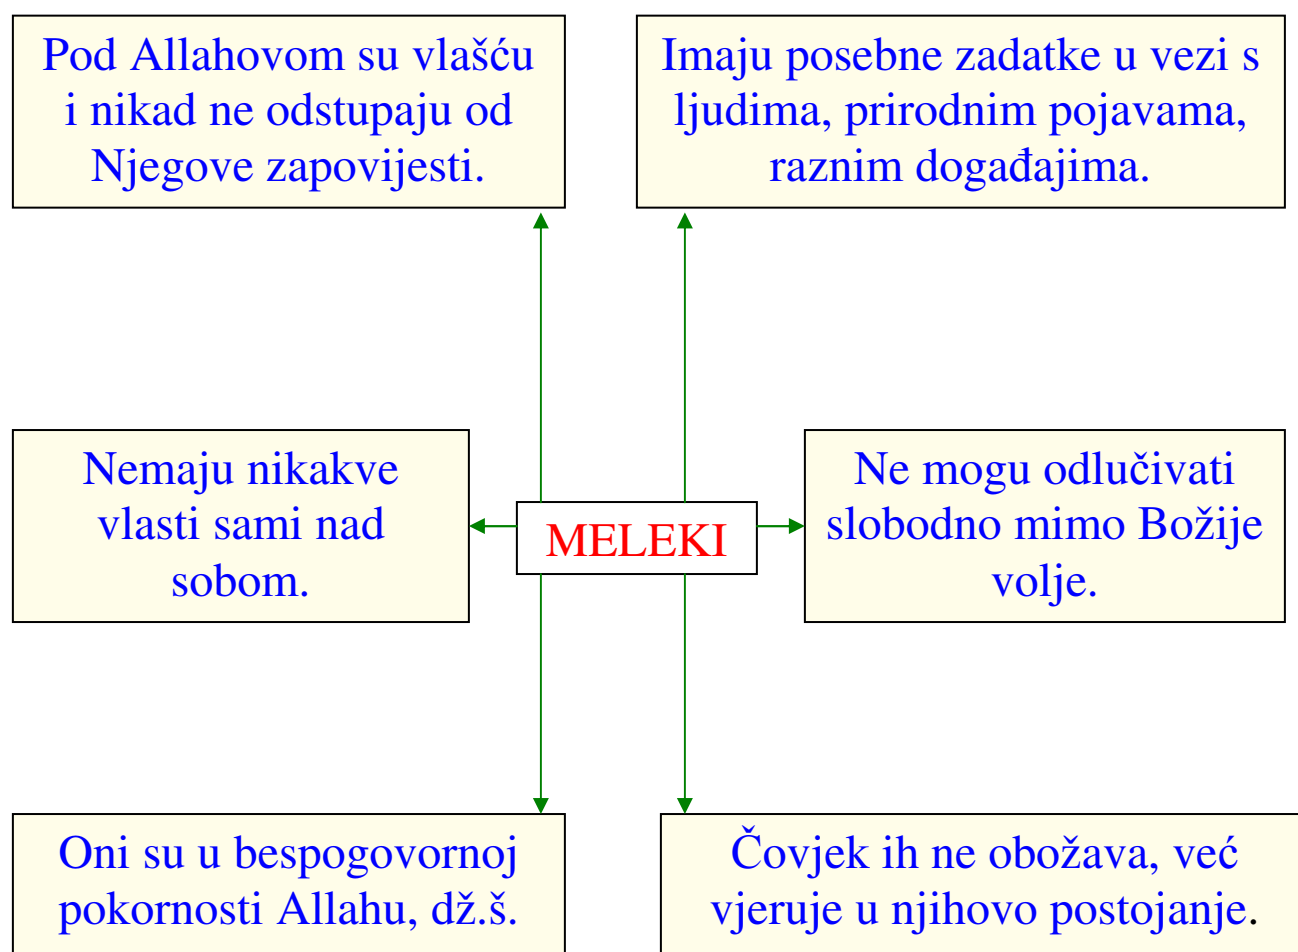 Pod Allahovom su vlašću
i nikad ne odstupaju od
Njegove zapovijesti.
Imaju posebne zadatke u vezi s
ljudima, prirodnim pojavama,
raznim događajima.
Nemaju nikakve
vlasti sami nad
sobom.
MELEKI
Ne mogu odlučivati
slobodno mimo Božije
volje.
Oni su u bespogovornoj
pokornosti Allahu, dž.š.
Čovjek ih ne obožava, već
vjeruje u njihovo postojanje.